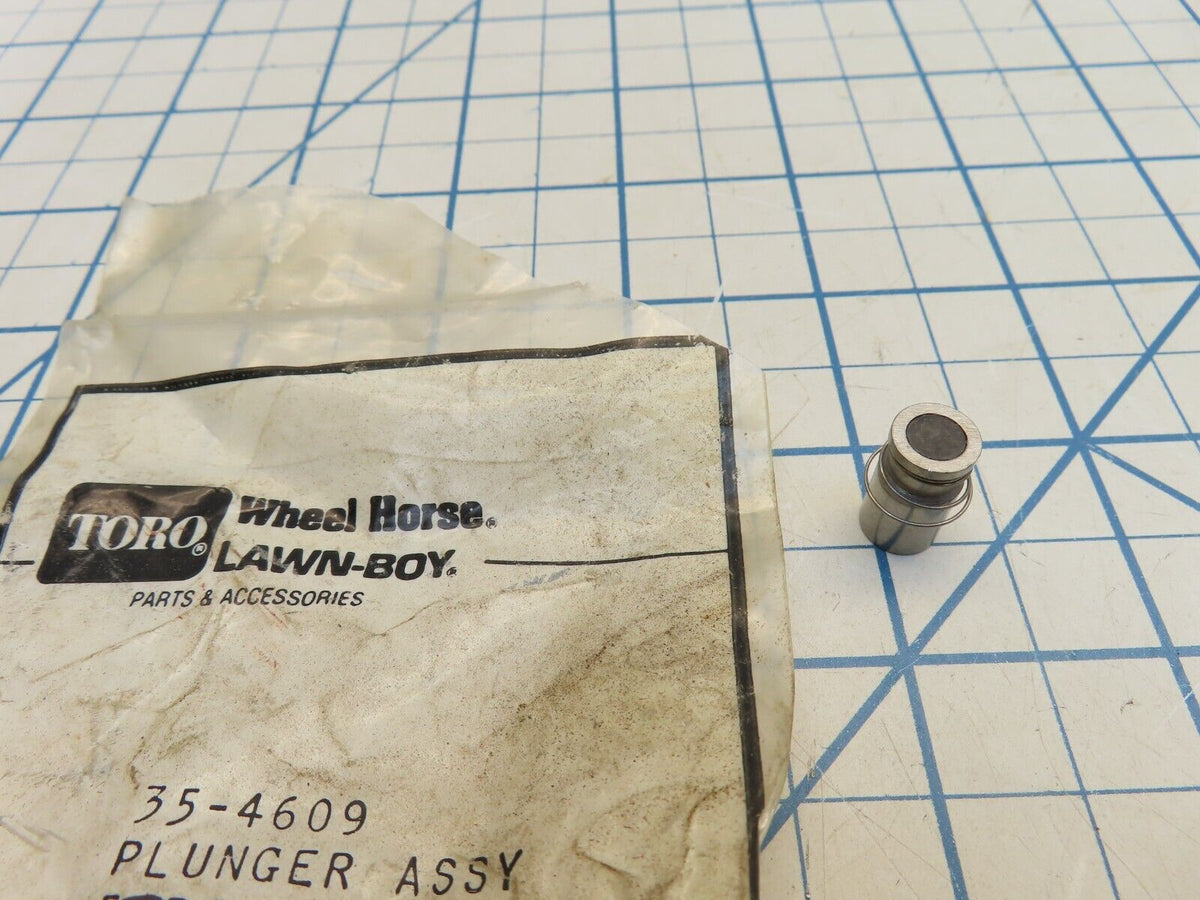 TORO® Wheel Horse®
LAWN-BOY®
PARTS & ACCESSORIES
35-4609
PLUNGER ASSY